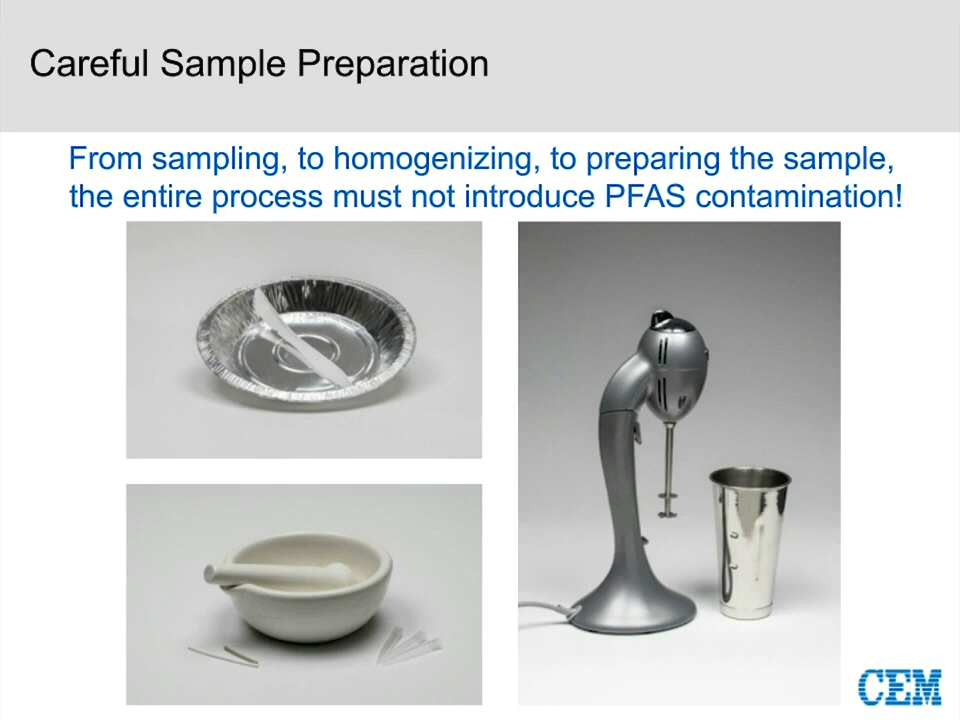 Careful Sample Preparation
From sampling, to homogenizing, to preparing the sample,
the entire process must not introduce PFAS contamination!
CEM